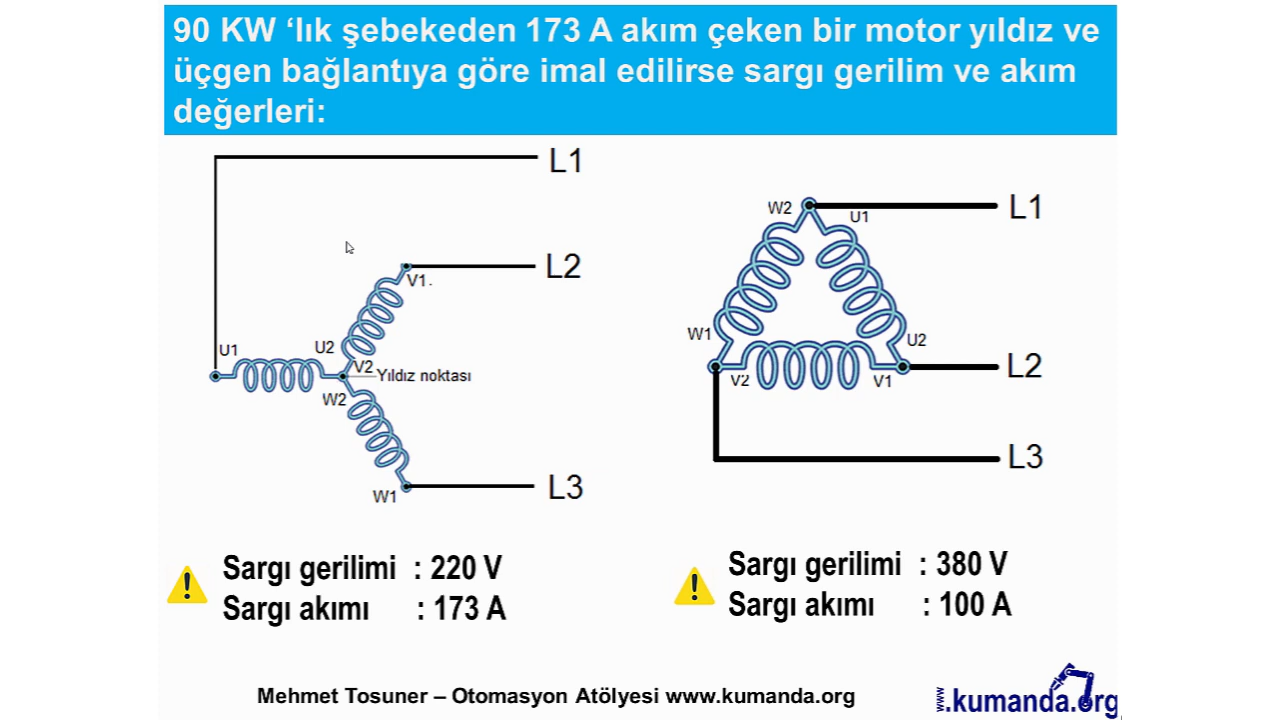 90 KW ‘lık şebekeden 173 A akım çeken bir motor yıldız ve
üçgen bağlantıya göre imal edilirse sargı gerilim ve akım
değerleri:
L1
L2
V1.
U1
U2
V2
Yıldız noktası
W2
W1
L3
W2
U1
L1
W1
U2
V2
V1
L2
L3
Sargı gerilimi : 220 V
Sargı akımı : 173 A
Sargı gerilimi : 380 V
Sargı akımı : 100 A
Mehmet Tosuner – Otomasyon Atölyesi www.kumanda.org
www.kumanda.org